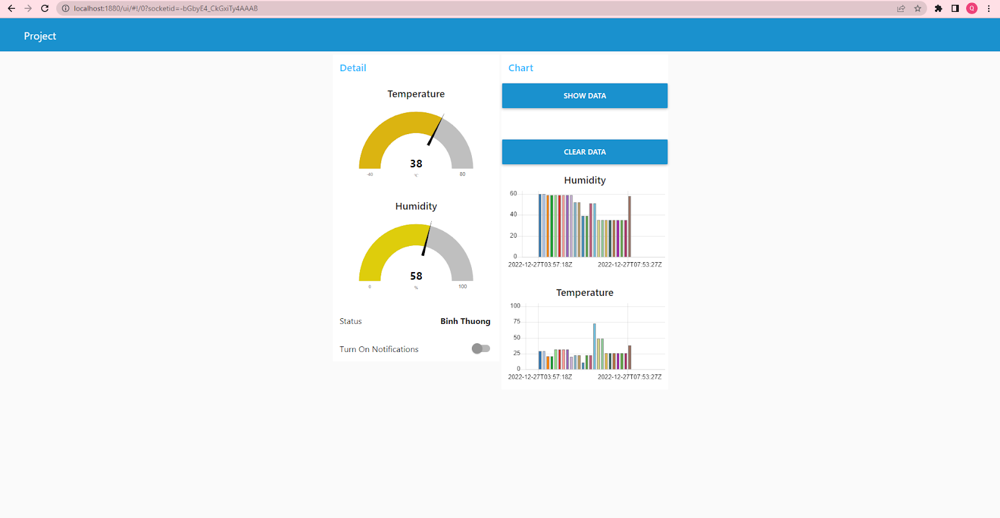 localhost:1880/ui/#!/0?socketid=-bGbyE4_CkGxiTy4AAAB
Q
Project
Detail
Temperature
38
-40
°C
80
Humidity
58
0
%
100
Status
Binh Thuong
Turn On Notifications
Chart
SHOW DATA
CLEAR DATA
Humidity
60
40
20
0
2022-12-27T03:57:18Z
2022-12-27T07:53:27Z
Temperature
100
75
50
25
0
2022-12-27T03:57:18Z
2022-12-27T07:53:27Z